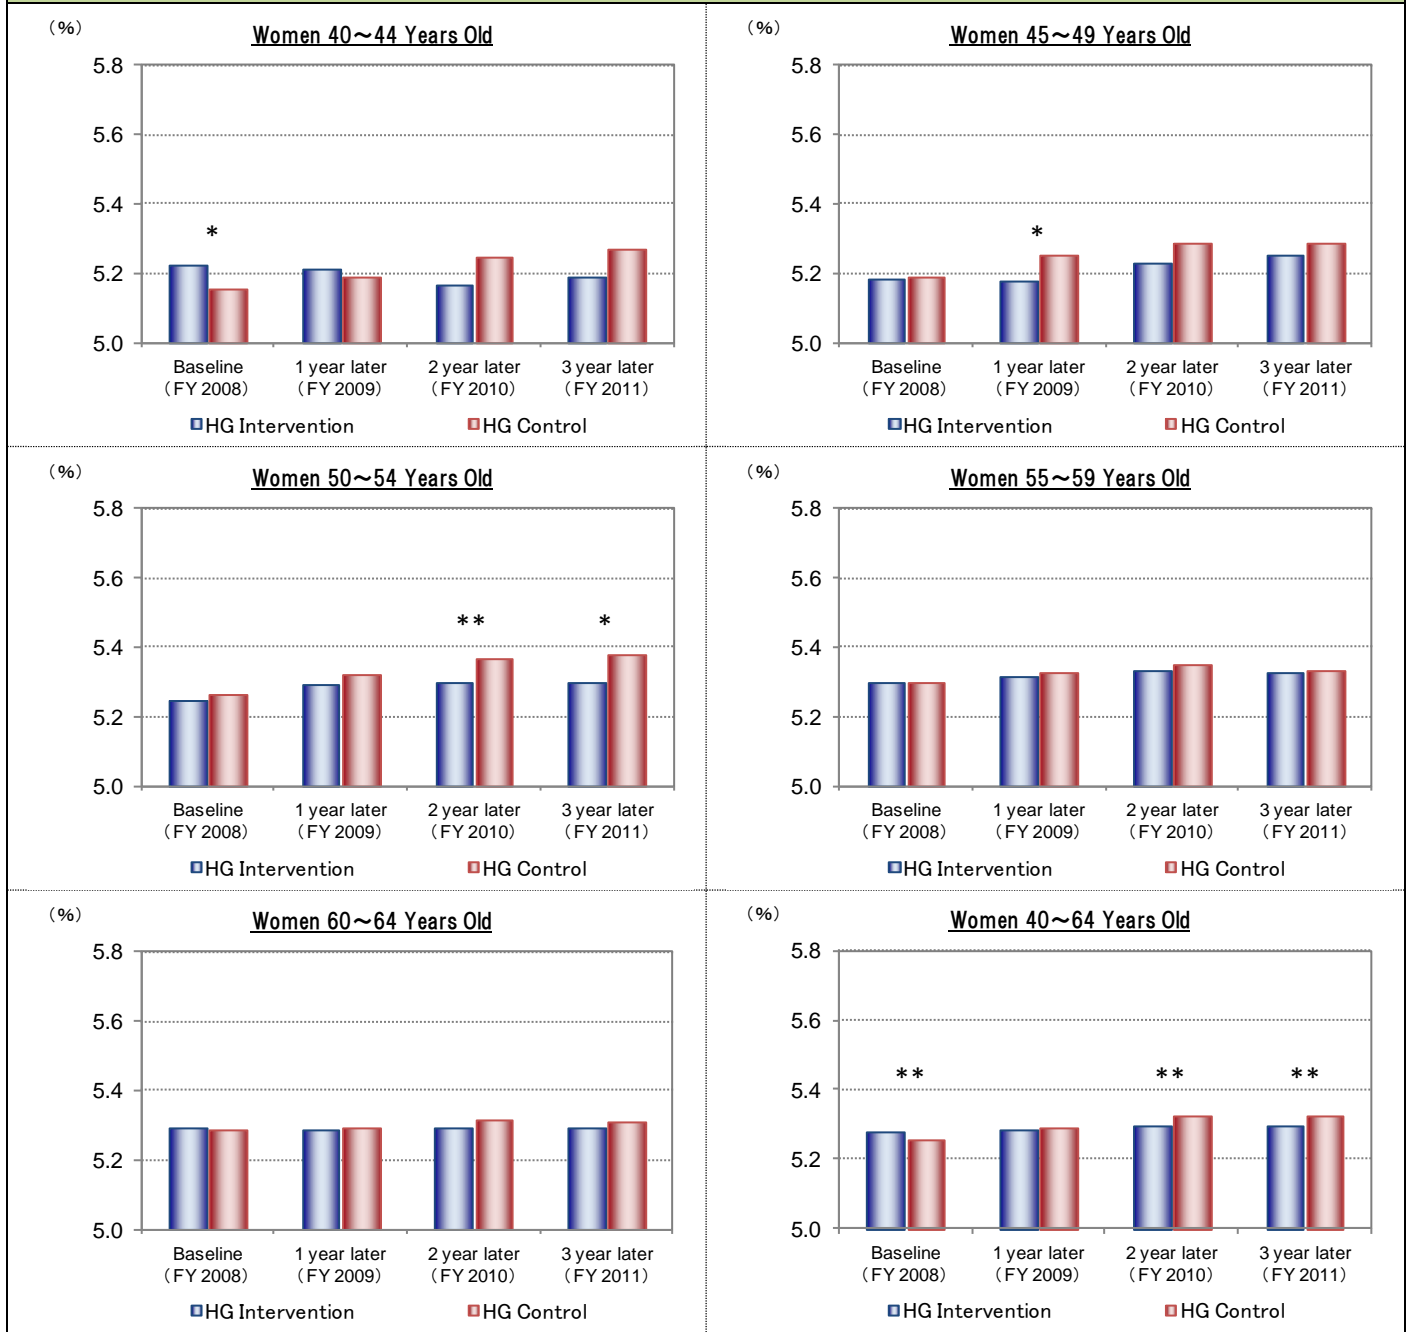 (%)
Women 40～44 Years Old
5.8
5.6
5.4
5.2
5.0
*
Baseline
(FY 2008)
1 year later
(FY 2009)
2 year later
(FY 2010)
3 year later
(FY 2011)
HG Intervention
HG Control
(%)
Women 45～49 Years Old
5.8
5.6
5.4
5.2
5.0
*
Baseline
(FY 2008)
1 year later
(FY 2009)
2 year later
(FY 2010)
3 year later
(FY 2011)
HG Intervention
HG Control
(%)
Women 50～54 Years Old
5.8
5.6
5.4
5.2
5.0
**
*
Baseline
(FY 2008)
1 year later
(FY 2009)
2 year later
(FY 2010)
3 year later
(FY 2011)
HG Intervention
HG Control
(%)
Women 55～59 Years Old
5.8
5.6
5.4
5.2
5.0
Baseline
(FY 2008)
1 year later
(FY 2009)
2 year later
(FY 2010)
3 year later
(FY 2011)
HG Intervention
HG Control
(%)
Women 60～64 Years Old
5.8
5.6
5.4
5.2
5.0
Baseline
(FY 2008)
1 year later
(FY 2009)
2 year later
(FY 2010)
3 year later
(FY 2011)
HG Intervention
HG Control
(%)
Women 40～64 Years Old
5.8
5.6
5.4
5.2
5.0
**
**
**
Baseline
(FY 2008)
1 year later
(FY 2009)
2 year later
(FY 2010)
3 year later
(FY 2011)
HG Intervention
HG Control